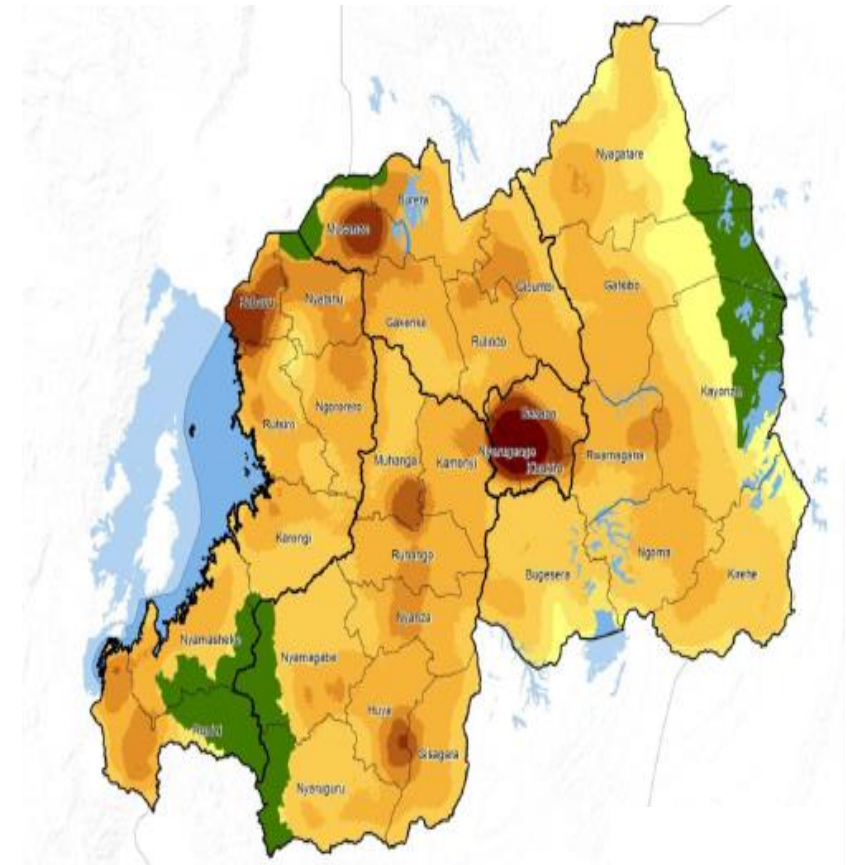 Nyagatare
Burera
Musanze
Gicumbi
Gatsibo
Rubavu
Nyabihu
Gakenke
Rulindo
Kayonza
Ngororero
Rutsiro
Gasabo
Nyarugenge
Kicukiro
Rwamagana
Muhanga
Kamonyi
Karongi
Ruhango
Bugesera
Ngoma
Kirehe
Nyanza
Nyamasheke
Nyamagabe
Huye
Rusizi
Gisagara
Nyaruguru